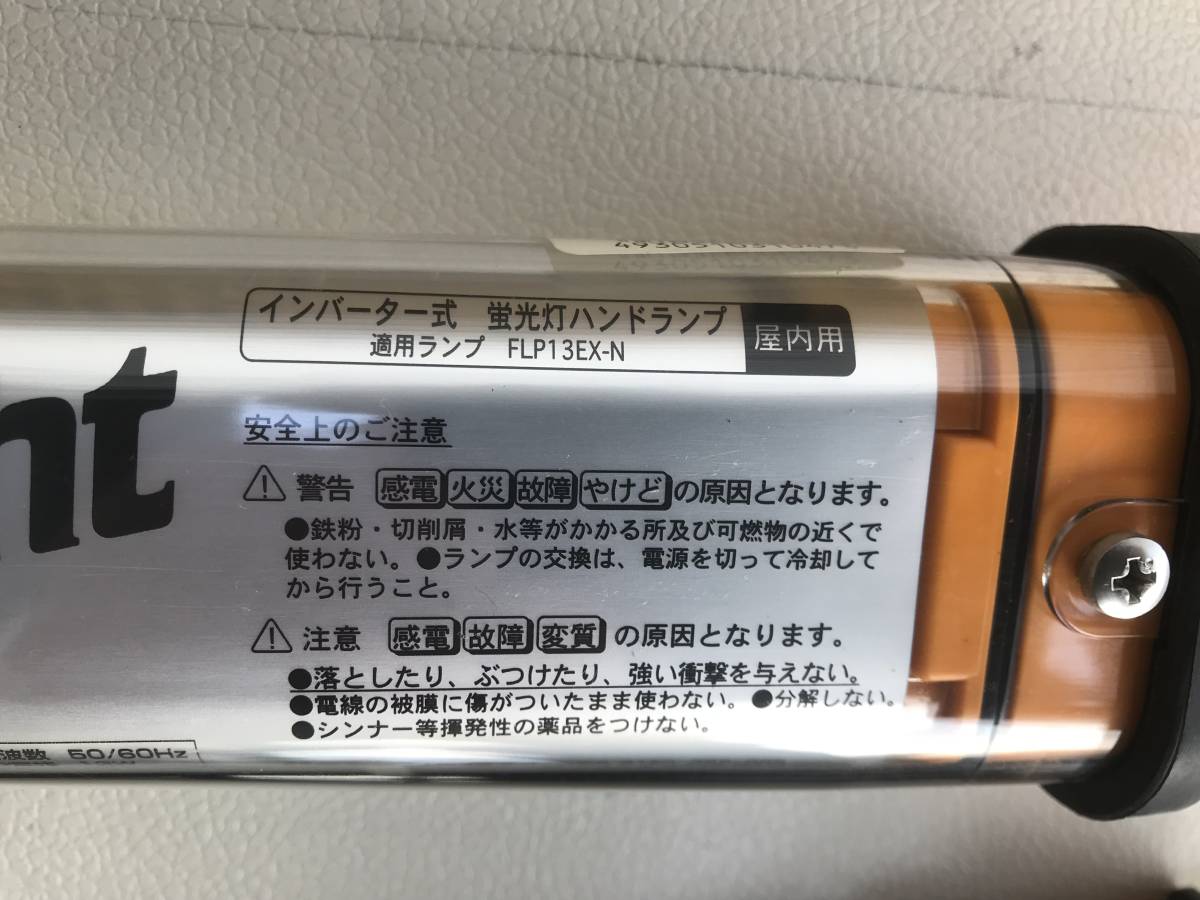 インバーター式 蛍光灯ハンドランプ
適用ランプ FLP13EX-N
屋内用
nt
安全上のご注意
警告 感電 火災 故障 やけど の原因となります。
●鉄粉・切削屑・水等がかかる所及び可燃物の近くで
使わない。●ランプの交換は、電源を切って冷却して
から行うこと。
注意 感電 故障 変質 の原因となります。
●落としたり、ぶつけたり、強い衝撃を与えない。
●電線の被膜に傷がついたまま使わない。●分解しない。
●シンナー等揮発性の薬品をつけない。
波数 50/60Hz